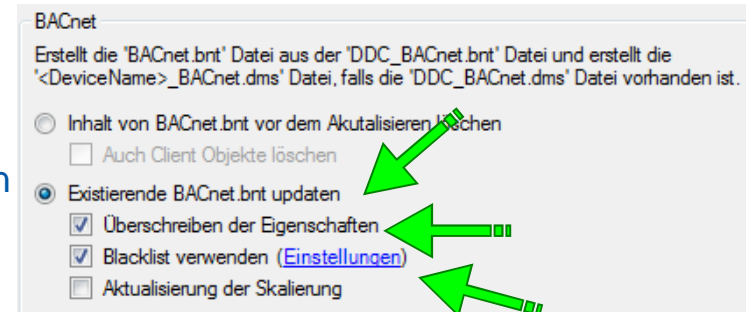 BACnet
Erstellt die 'BACnet.bnt' Datei aus der 'DDC_BACnet.bnt' Datei und erstellt die
'<DeviceName>_BACnet.dms' Datei, falls die 'DDC_BACnet.dms' Datei vorhanden ist.
Inhalt von BACnet.bnt vor dem Akutalisieren löschen
Auch Client Objekte löschen
n
Existierende BACnet.bnt updaten
Überschreiben der Eigenschaften
Blacklist verwenden (Einstellungen)
Aktualisierung der Skalierung